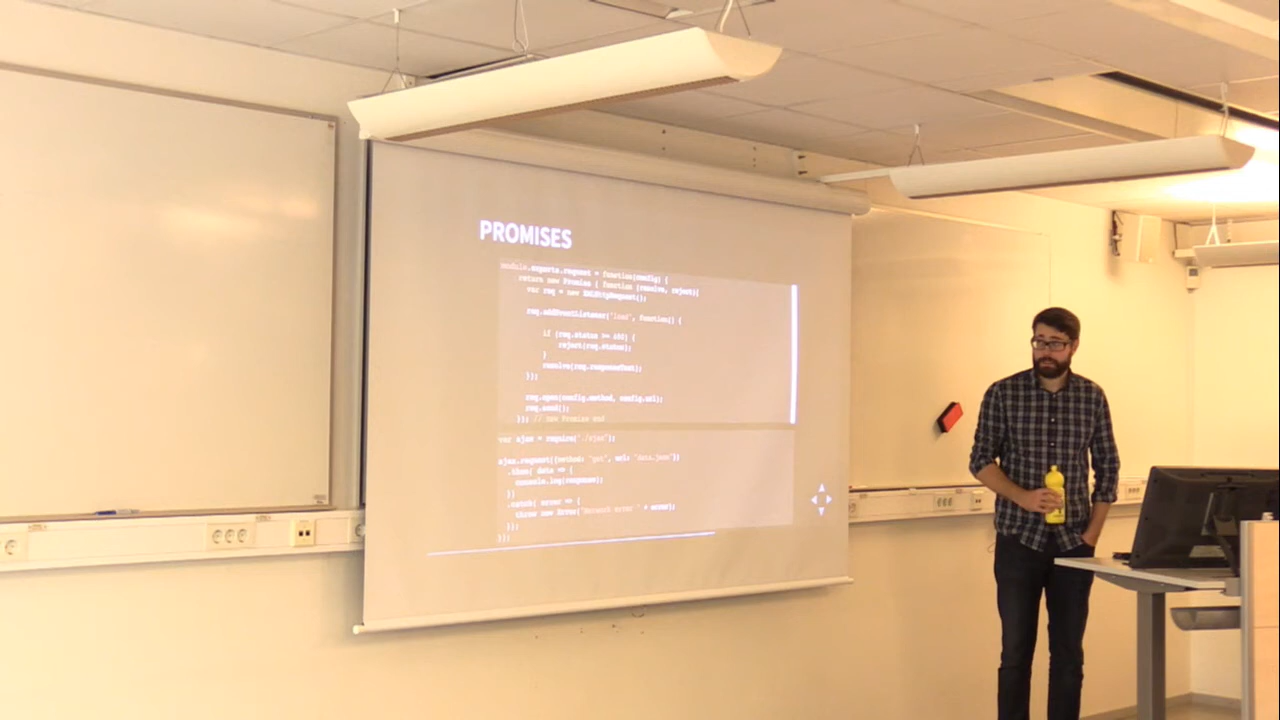 PROMISES
module.exports.request = function(config) {
return new Promise ( function (resolve, reject){
var req = new XMLHttpRequest();
req.addEventListener("load", function() {
if (req.status >= 400) {
reject(req.status);
}
resolve(req.responseText);
});
req.open(config.method, config.url);
req.send();
}); // new Promise end
var ajax = require('./ajax');
ajax.request({method: "get", url: "data.json"})
.then( data => {
console.log(response);
})
.catch( error => {
throw new Error("Network error " + error);
});
});